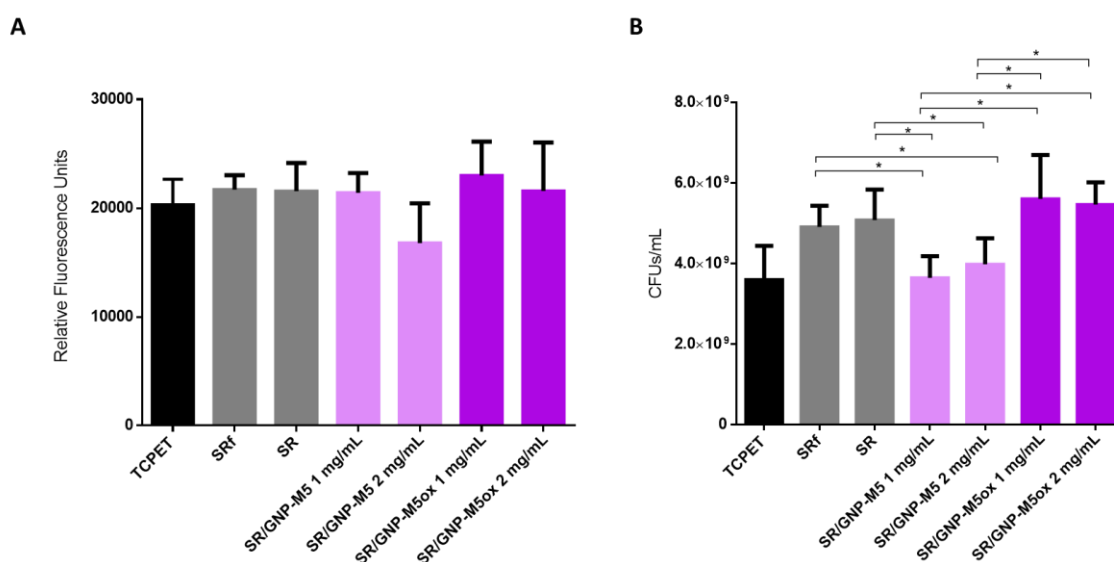 A
Relative Fluorescence Units
30000
20000
10000
0
TCPET
SRf
SR
SR/GNP-M5 1 mg/mL
SR/GNP-M5 2 mg/mL
SR/GNP-M5ox 1 mg/mL
SR/GNP-M5ox 2 mg/mL
B
CFUs/mL
8.0×10⁹
6.0×10⁹
4.0×10⁹
2.0×10⁹
0
*
*
*
*
*
*
*
*
TCPET
SRf
SR
SR/GNP-M5 1 mg/mL
SR/GNP-M5 2 mg/mL
SR/GNP-M5ox 1 mg/mL
SR/GNP-M5ox 2 mg/mL